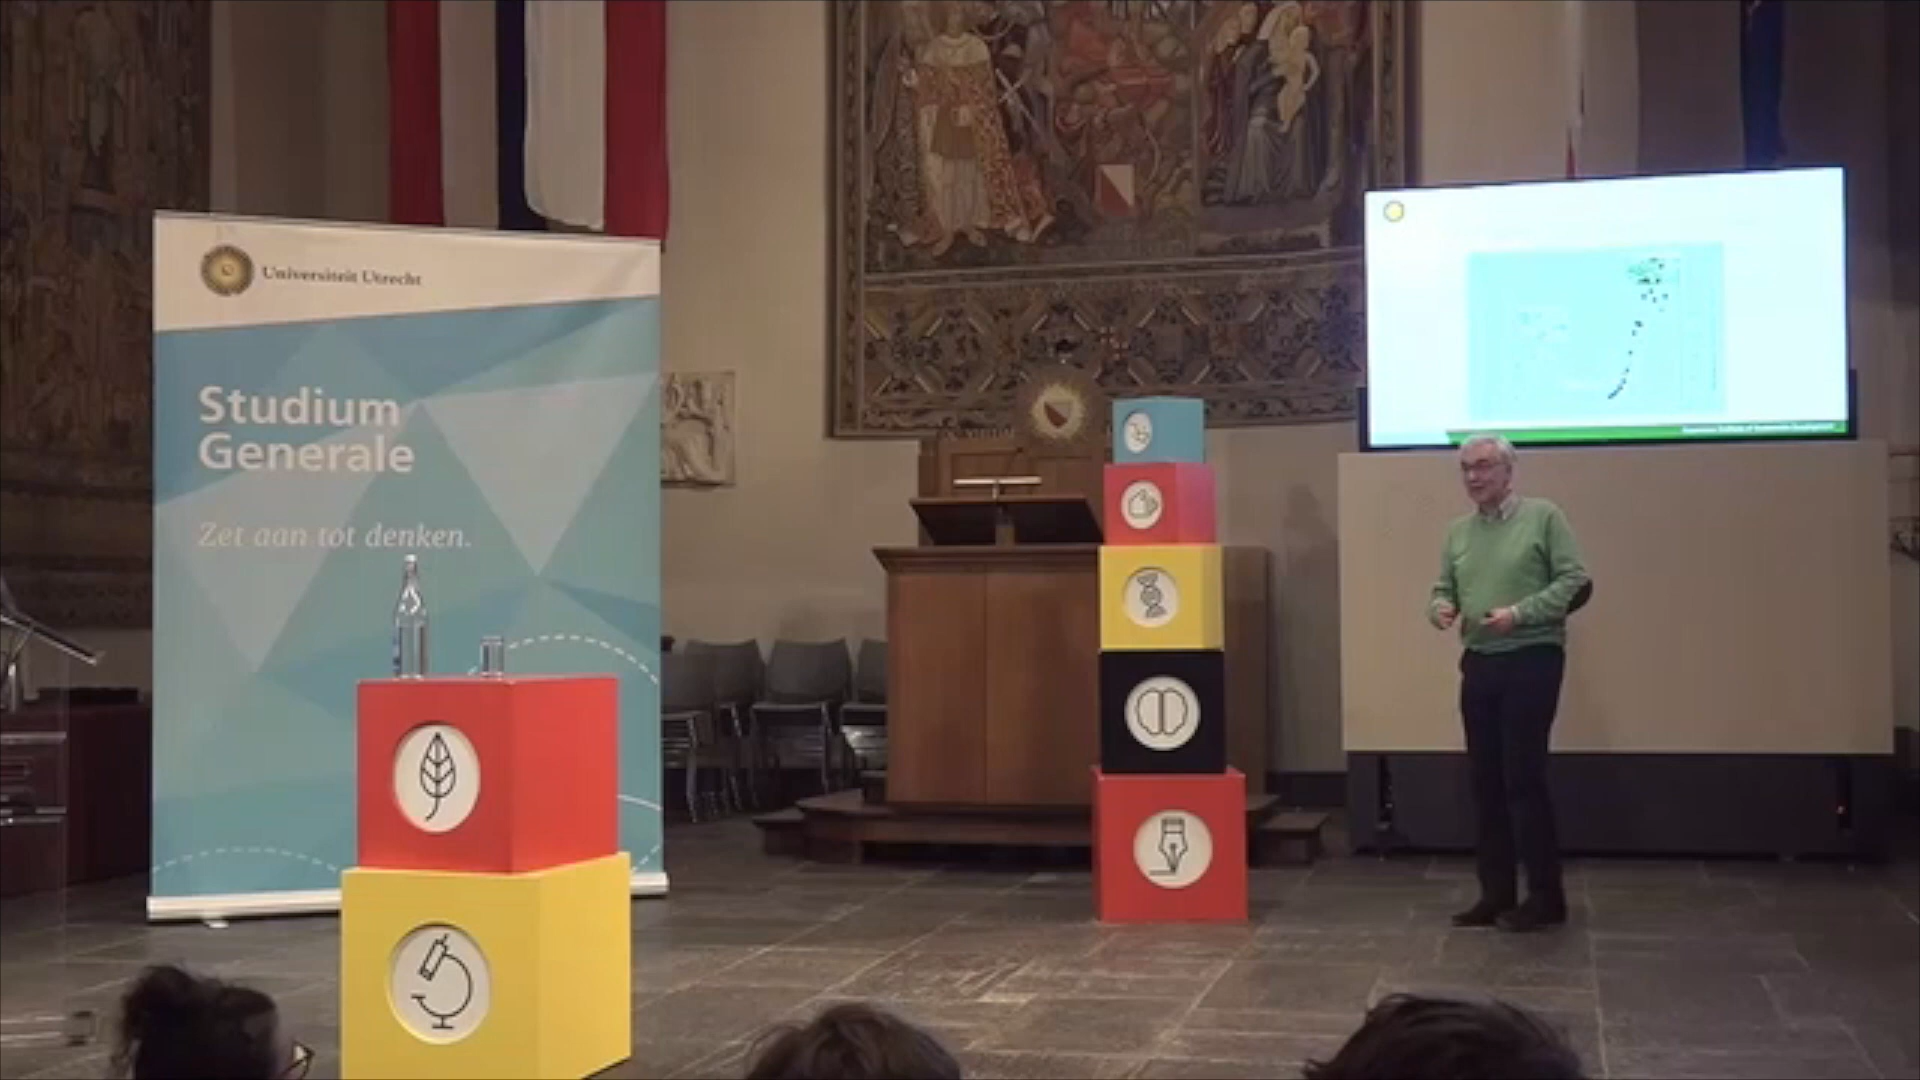 Universiteit Utrecht
Studium
Generale
Zet aan tot denken.